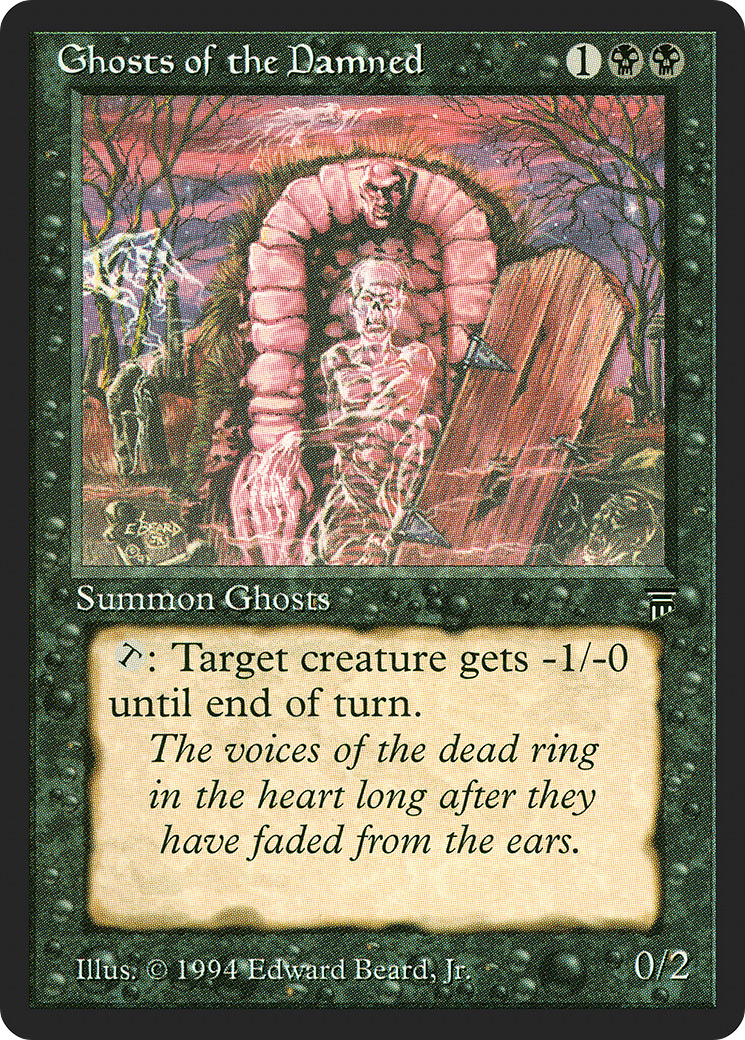 Ghosts of the Damned 1
E BEARD
JR
Summon Ghosts
T: Target creature gets -1/-0
until end of turn.
The voices of the dead ring
in the heart long after they
have faded from the ears.
Illus. © 1994 Edward Beard, Jr. 0/2